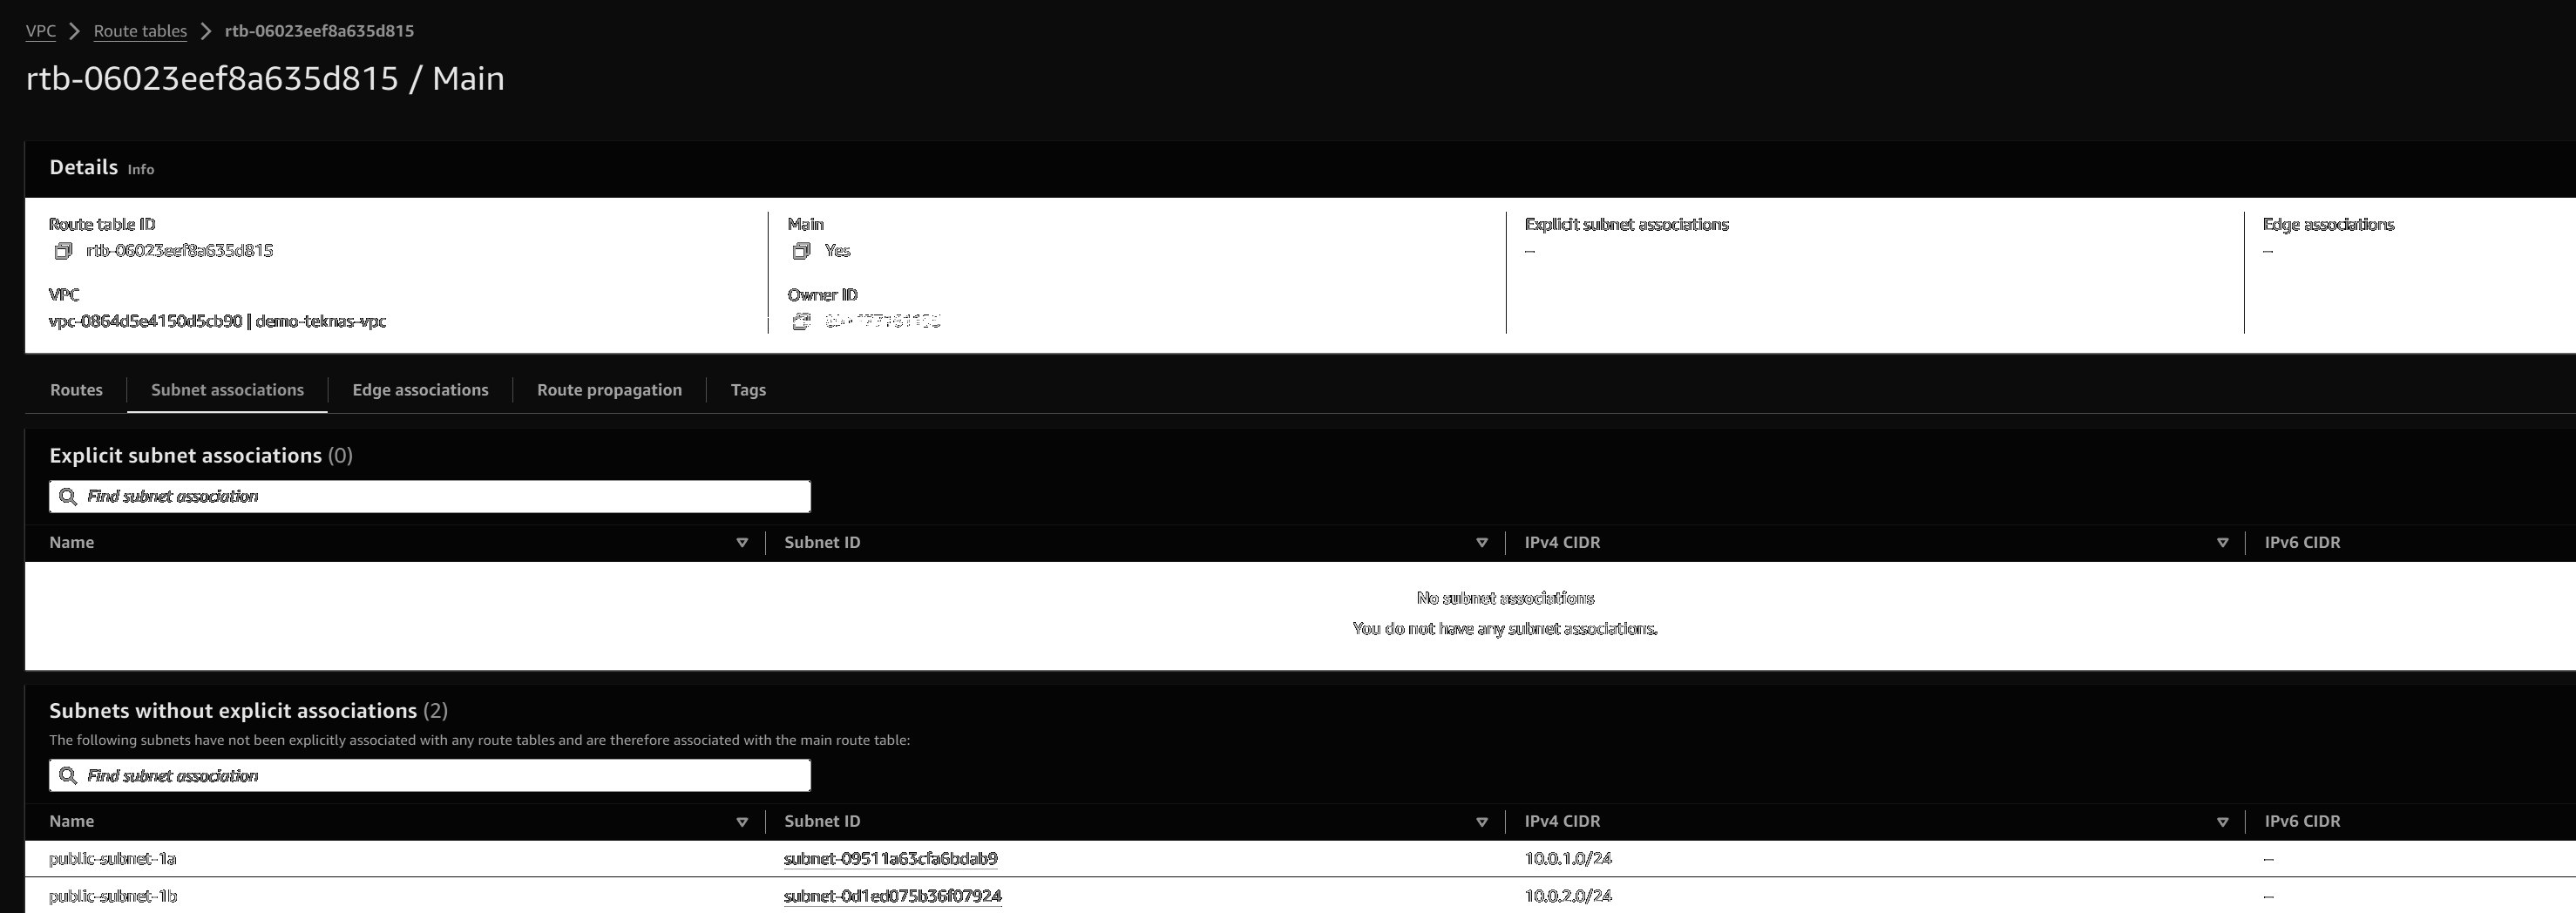 VPC > Route tables > rtb-06023eef8a635d815
rtb-06023eef8a635d815 / Main
Details Info
Route table ID Main Explicit subnet associations Edge associations
rtb-06023eef8a635d815 Yes – –
VPC Owner ID
vpc-0864d5e4150d5cb90 | demo-teknas-vpc
Routes Subnet associations Edge associations Route propagation Tags
Explicit subnet associations (0)
Find subnet association
Name Subnet ID IPv4 CIDR IPv6 CIDR
No subnet associations
You do not have any subnet associations.
Subnets without explicit associations (2)
The following subnets have not been explicitly associated with any route tables and are therefore associated with the main route table:
Find subnet association
Name Subnet ID IPv4 CIDR IPv6 CIDR
public-subnet-1a subnet-09511a63cfa6bdab9 10.0.1.0/24 –
public-subnet-1b subnet-0d1ed075b36f07924 10.0.2.0/24 –